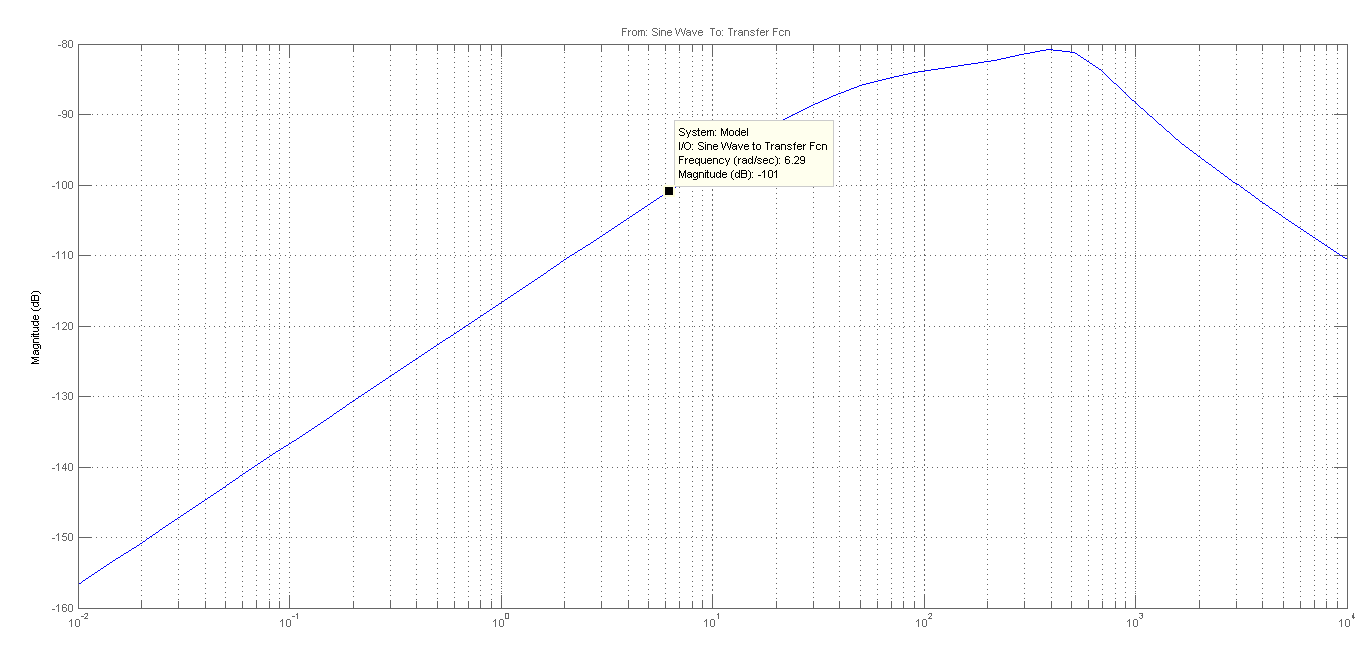 From: Sine Wave To: Transfer Fcn
-80
-90
-100
-110
-120
-130
-140
-150
-160
Magnitude (dB)
System: Model
I/O: Sine Wave to Transfer Fcn
Frequency (rad/sec): 6.29
Magnitude (dB): -101
10^-2
10^-1
10^0
10^1
10^2
10^3
10^4